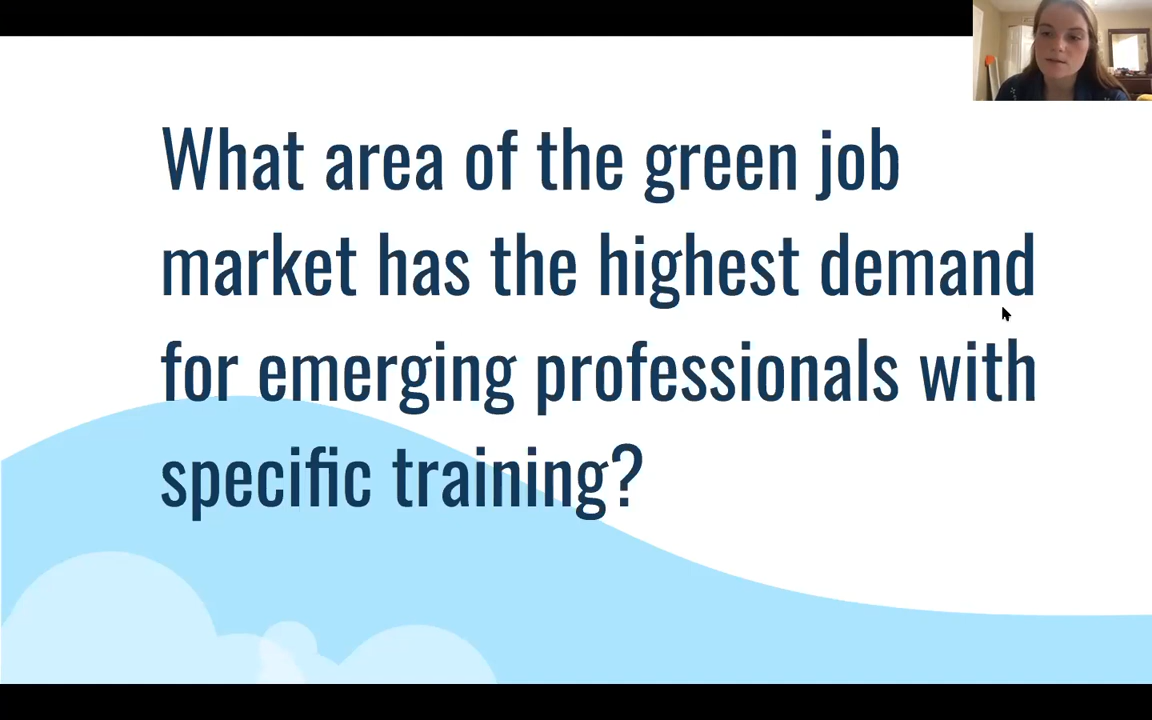 What area of the green job
market has the highest demand
for emerging professionals with
specific training?